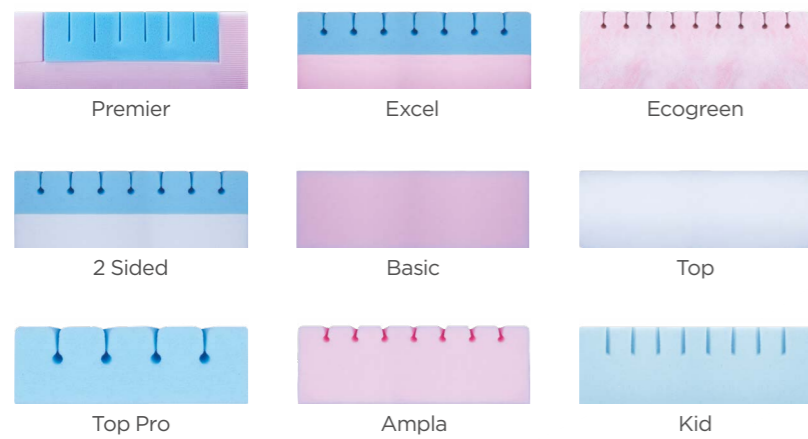 Premier
Excel
Ecogreen
2 Sided
Basic
Top
Top Pro
Ampla
Kid